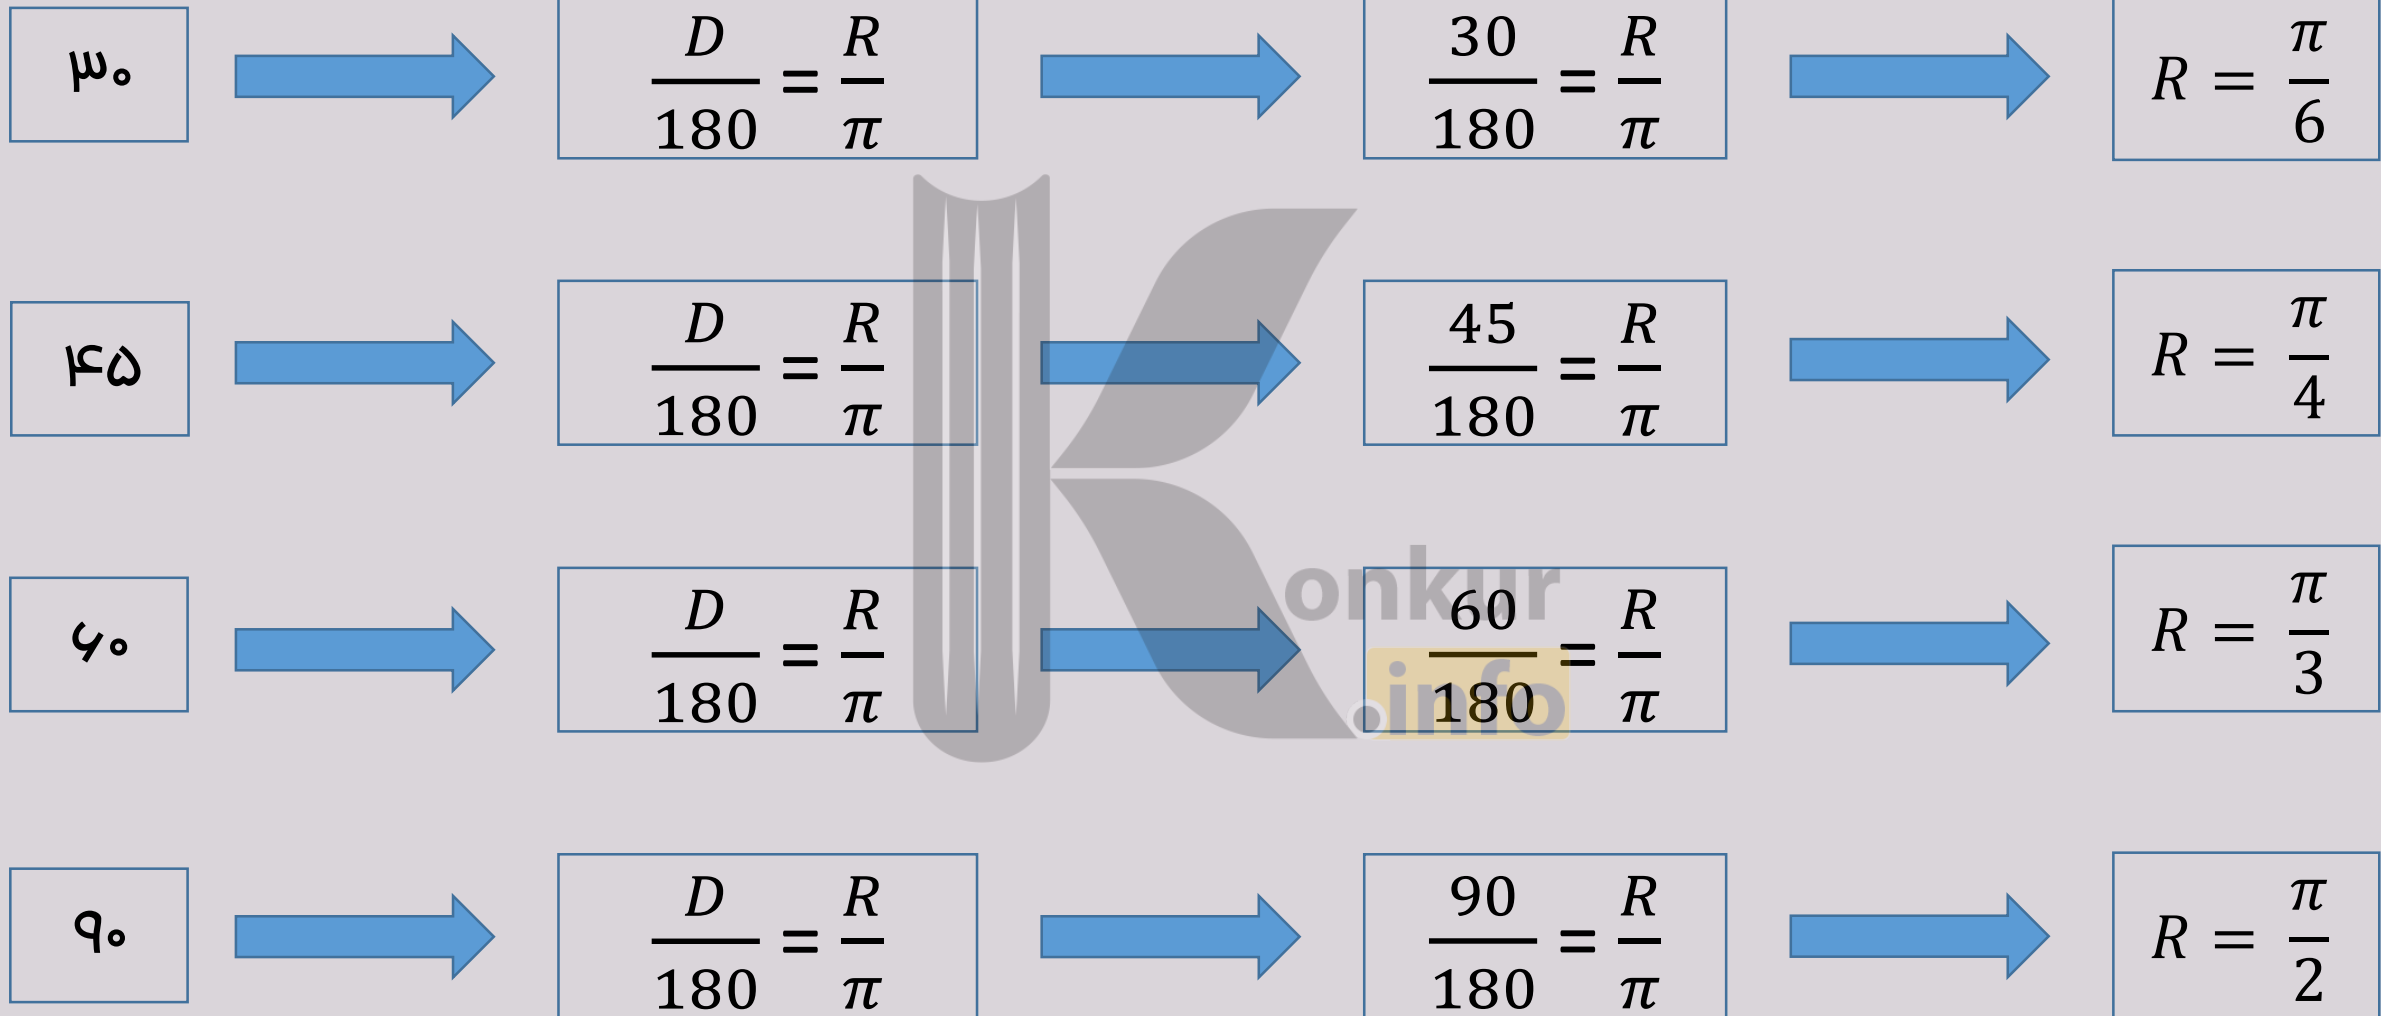 ۳۰ D/180 = R/π 30/180 = R/π R = π/6
۴۵ D/180 = R/π 45/180 = R/π R = π/4
۶۰ D/180 = R/π 60/180 = R/π R = π/3
۹۰ D/180 = R/π 90/180 = R/π R = π/2
Konkur
.info